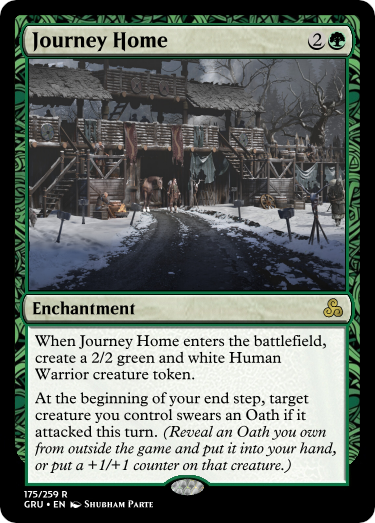 Journey Home 2
Enchantment
When Journey Home enters the battlefield,
create a 2/2 green and white Human
Warrior creature token.
At the beginning of your end step, target
creature you control swears an Oath if it
attacked this turn. (Reveal an Oath you own
from outside the game and put it into your hand,
or put a +1/+1 counter on that creature.)
175/259 R
GRU • EN Shubham Parte